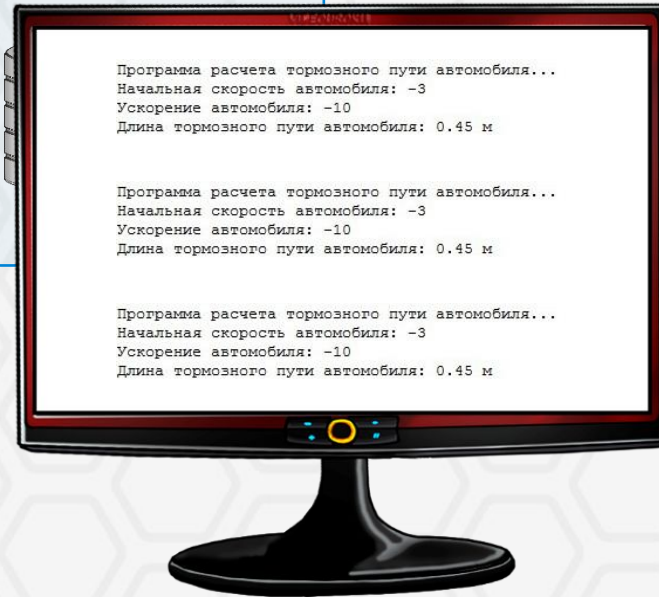 Программа расчета тормозного пути автомобиля...
Начальная скорость автомобиля: -3
Ускорение автомобиля: -10
Длина тормозного пути автомобиля: 0.45 м
Программа расчета тормозного пути автомобиля...
Начальная скорость автомобиля: -3
Ускорение автомобиля: -10
Длина тормозного пути автомобиля: 0.45 м
Программа расчета тормозного пути автомобиля...
Начальная скорость автомобиля: -3
Ускорение автомобиля: -10
Длина тормозного пути автомобиля: 0.45 м